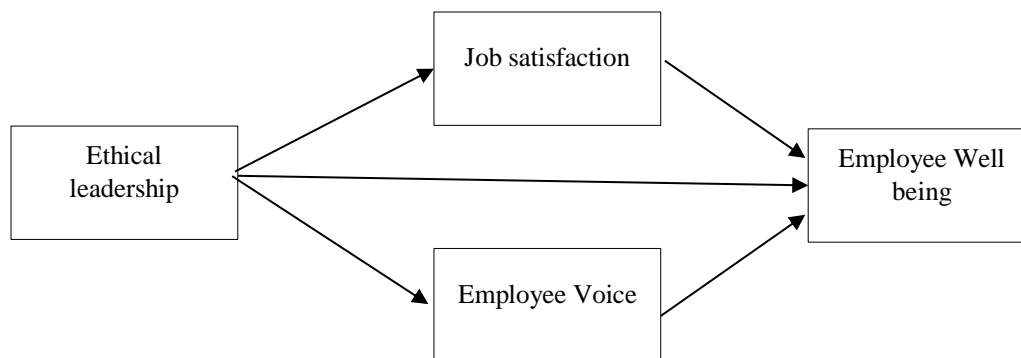 Job satisfaction
Ethical
leadership
Employee Well
being
Employee Voice